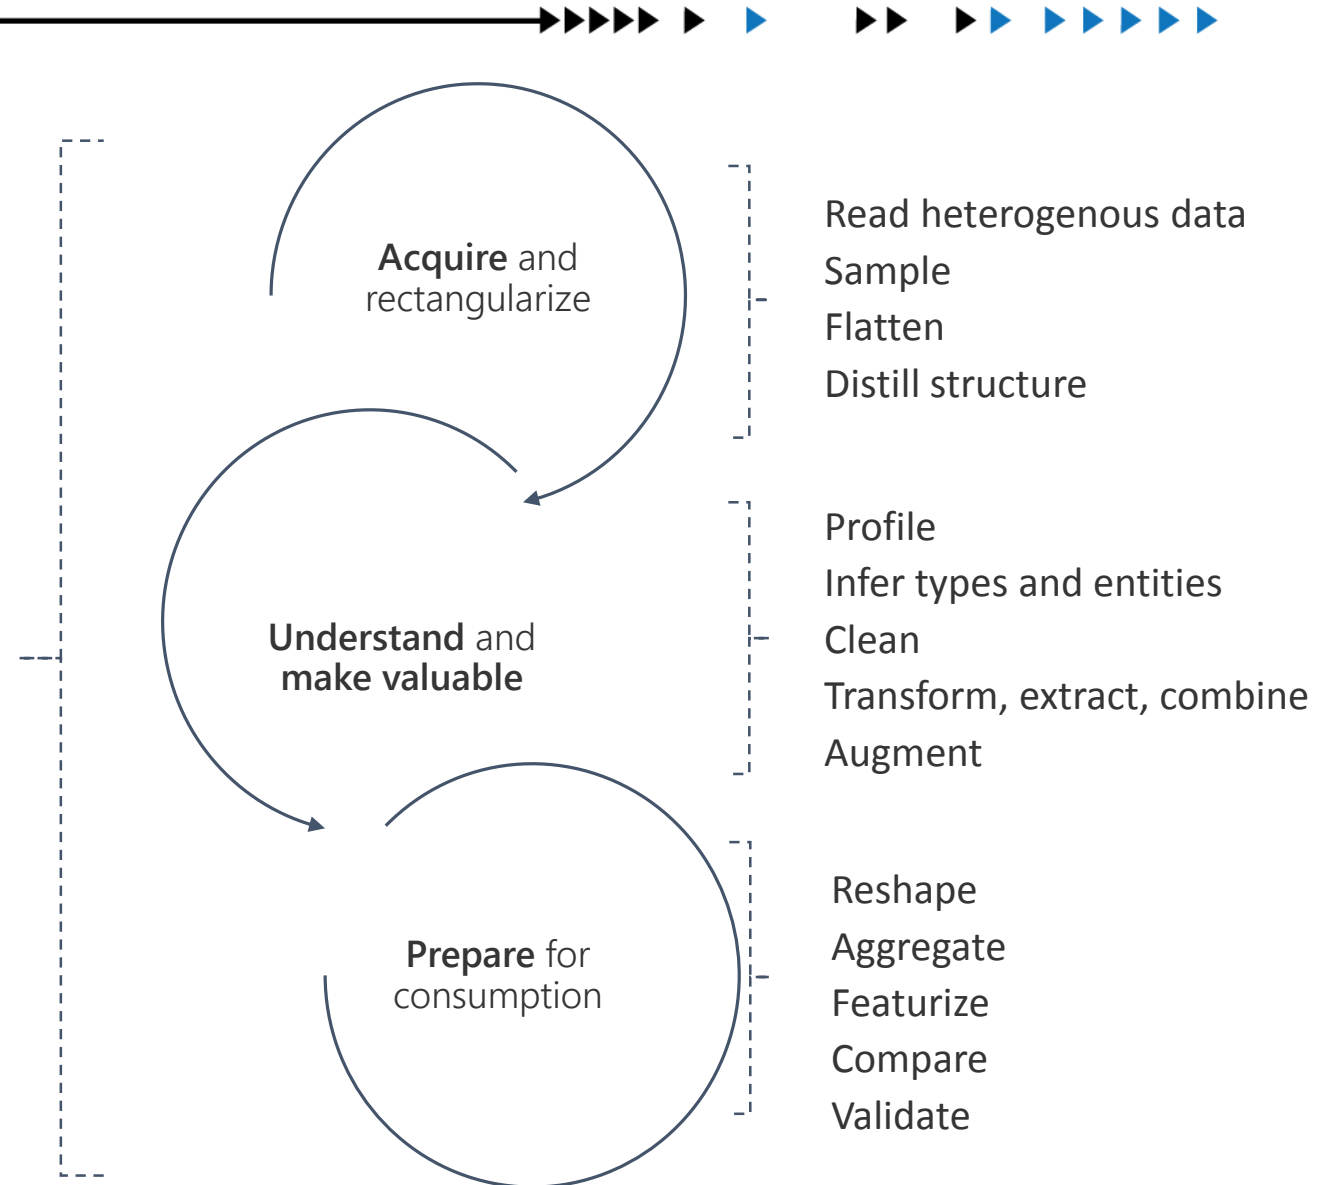 Acquire and
rectangularize
Read heterogenous data
Sample
Flatten
Distill structure
Understand and
make valuable
Profile
Infer types and entities
Clean
Transform, extract, combine
Augment
Prepare for
consumption
Reshape
Aggregate
Featurize
Compare
Validate